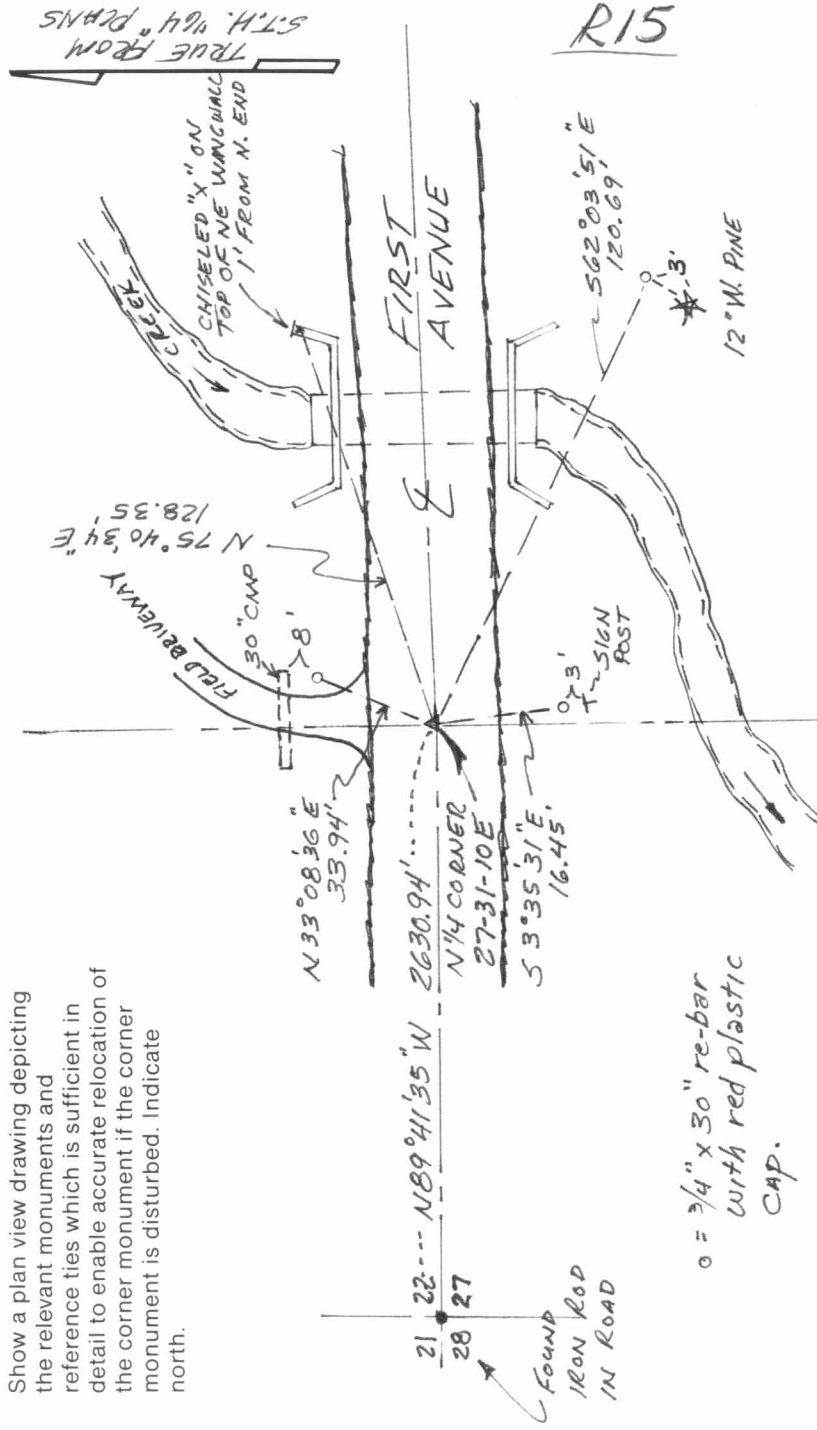 Show a plan view drawing depicting
the relevant monuments and
reference ties which is sufficient in
detail to enable accurate relocation of
the corner monument if the corner
monument is disturbed. Indicate
north.
TRUE FROM
S.T.H. "64" PLANS
R15
CHISELED "X" ON
TOP OF NE WINGWALL
1' FROM N. END
CREEK
FIELD DRIVEWAY
30" CMP
8'
N 75°40'34" E
128.35'
FIRST
AVENUE
N 33°08'36" E
33.94'
21
22
28
27
N89°41'35" W 2630.94'
N 1/4 CORNER
27-31-10E
S 3°35'31" E
16.45'
3'
SIGN
POST
S62°03'51" E
120.69'
3'
12" W. PINE
FOUND
IRON ROD
IN ROAD
o = 3/4" x 30" re-bar
with red plastic
CAP.